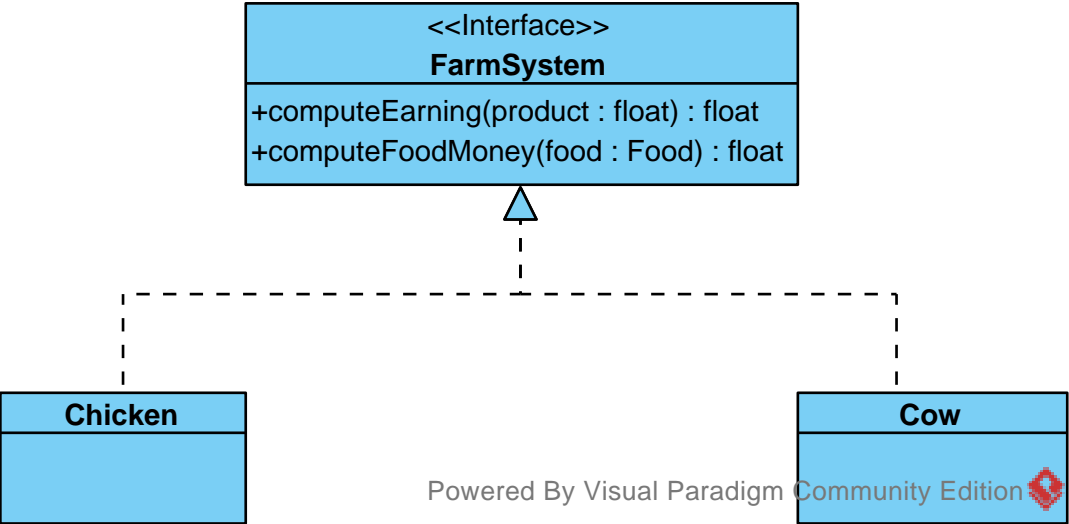 <<Interface>>
FarmSystem
+computeEarning(product : float) : float
+computeFoodMoney(food : Food) : float
Chicken
Cow
Powered By Visual Paradigm Community Edition